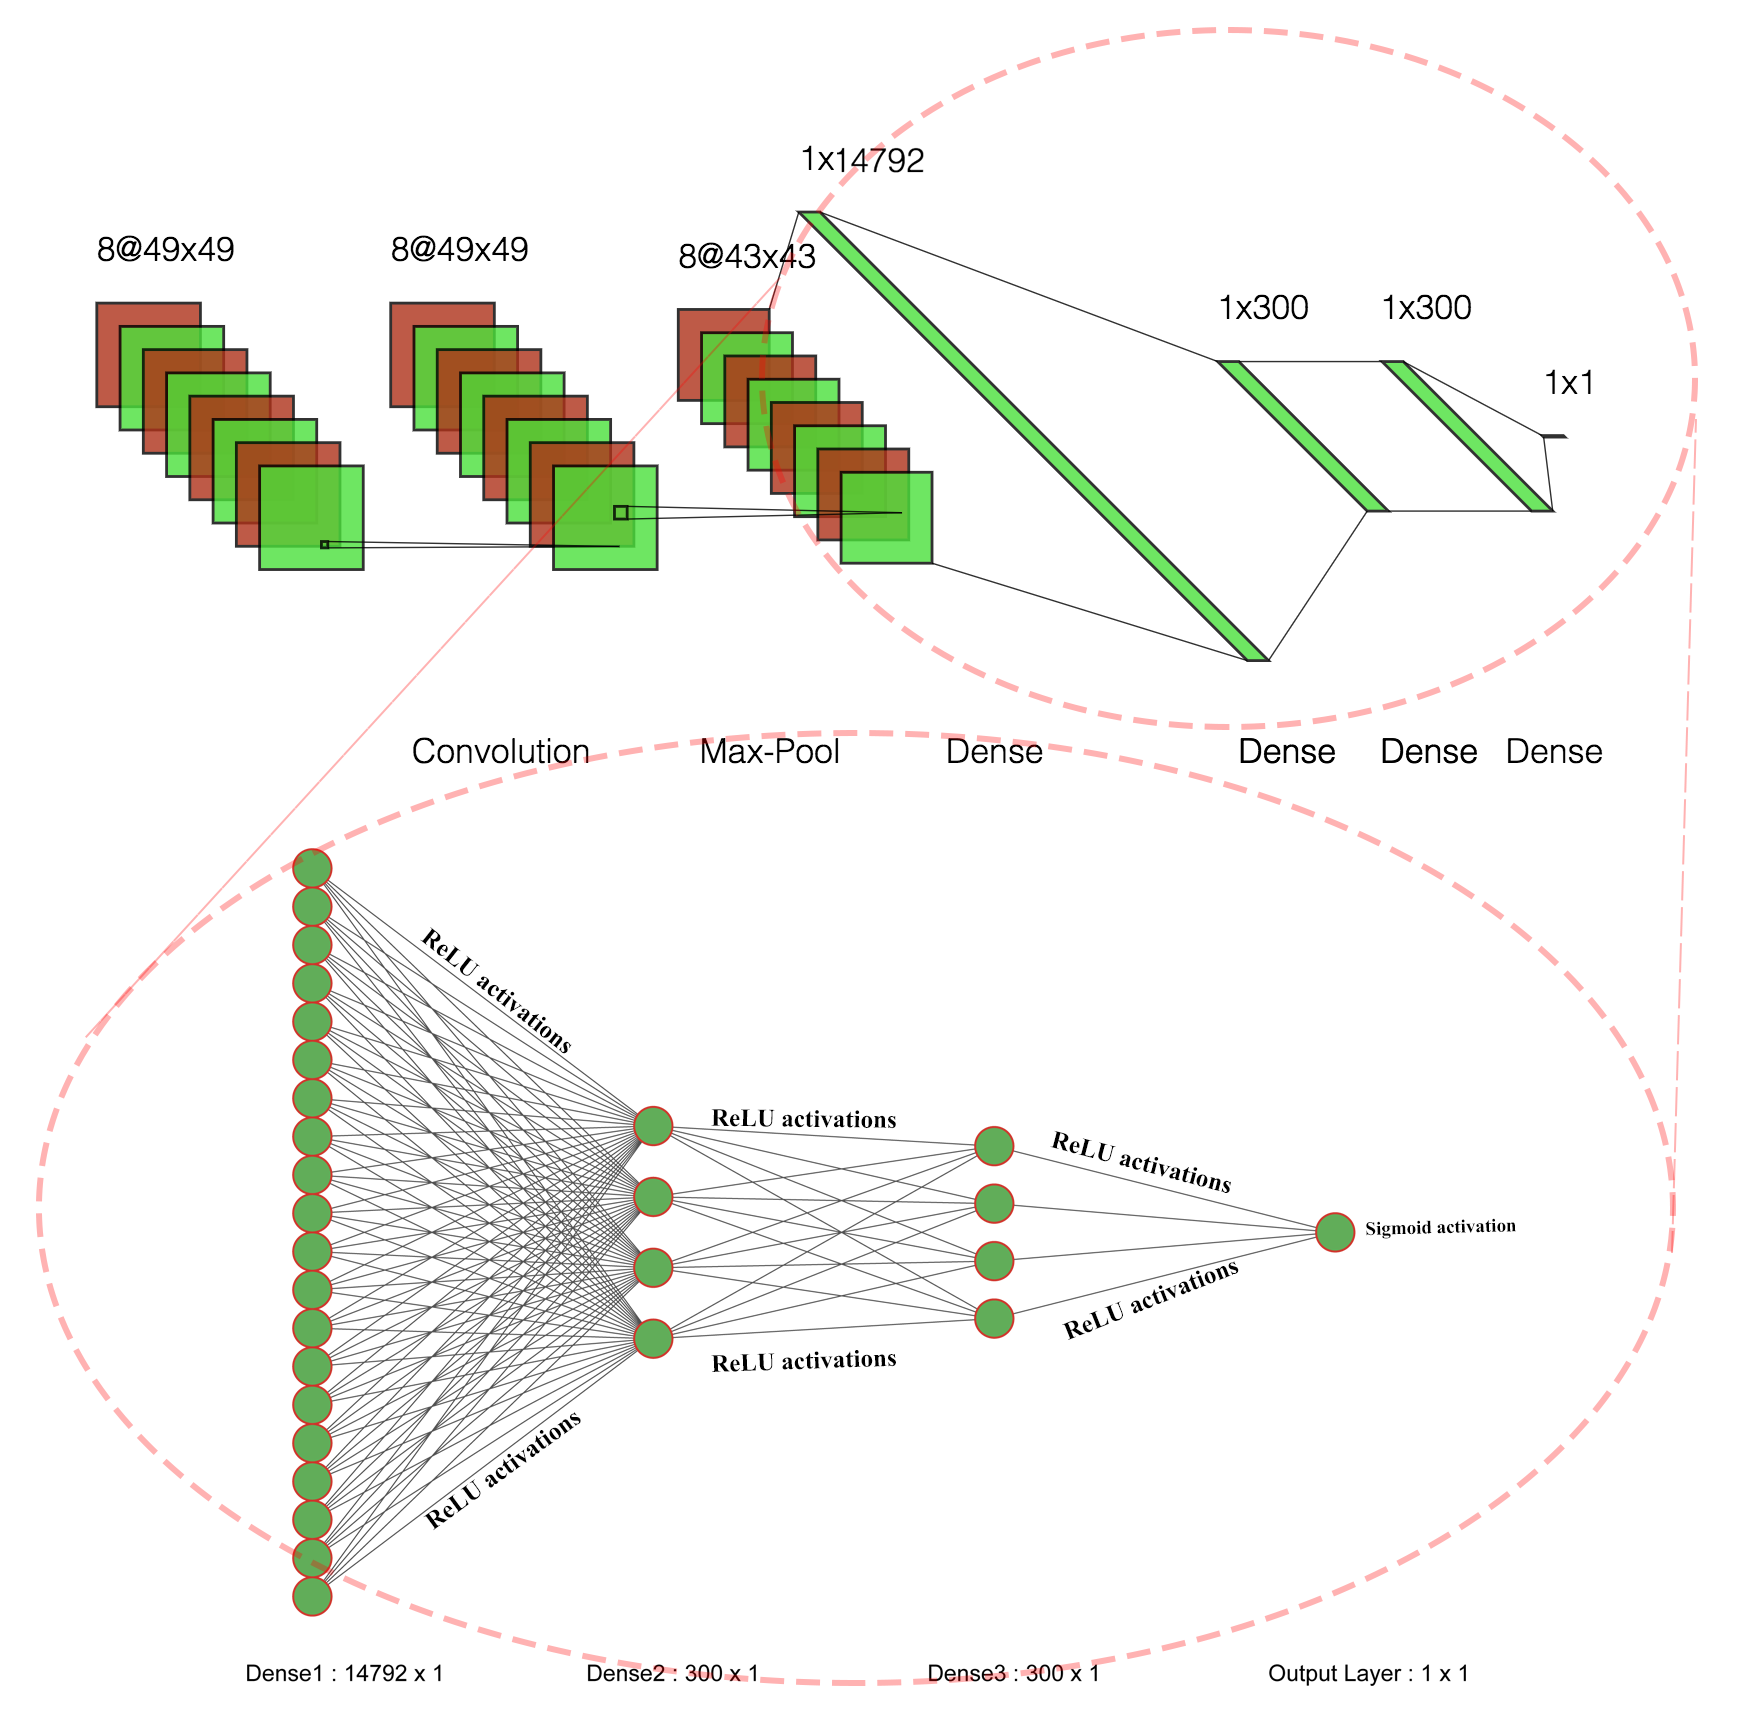 1x14792
8@49x49
8@49x49
8@43x43
1x300
1x300
1x1
Convolution
Max-Pool
Dense
Dense
Dense
Dense
ReLU activations
ReLU activations
ReLU activations
Sigmoid activation
ReLU activations
ReLU activations
ReLU activations
Dense1 : 14792 x 1
Dense2 : 300 x 1
Dense3 : 300 x 1
Output Layer : 1 x 1